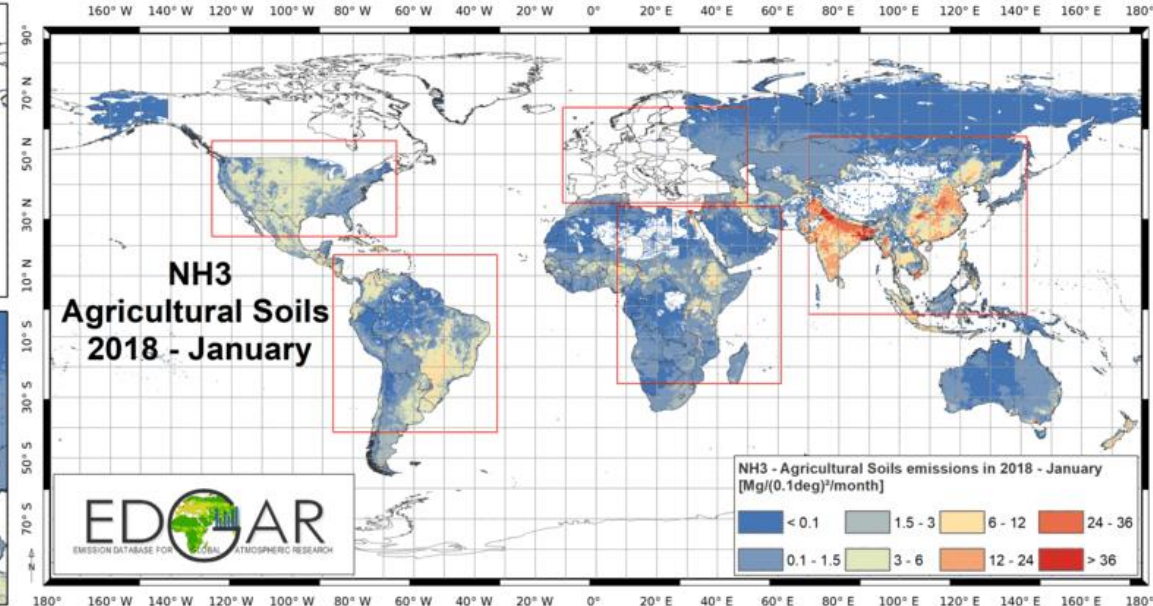 160° W 140° W 120° W 100° W 80° W 60° W 40° W 20° W 0° 20° E 40° E 60° E 80° E 100° E 120° E 140° E 160° E 180°
90°
70° N
50° N
30° N
10° N
10° S
30° S
50° S
70° S
NH3
Agricultural Soils
2018 - January
EDGAR
EMISSION DATABASE FOR GLOBAL ATMOSPHERIC RESEARCH
NH3 - Agricultural Soils emissions in 2018 - January
[Mg/(0.1deg)²/month]
< 0.1 1.5 - 3 6 - 12 24 - 36
0.1 - 1.5 3 - 6 12 - 24 > 36
180° 160° W 140° W 120° W 100° W 80° W 60° W 40° W 20° W 0° 20° E 40° E 60° E 80° E 100° E 120° E 140° E 160° E 180°